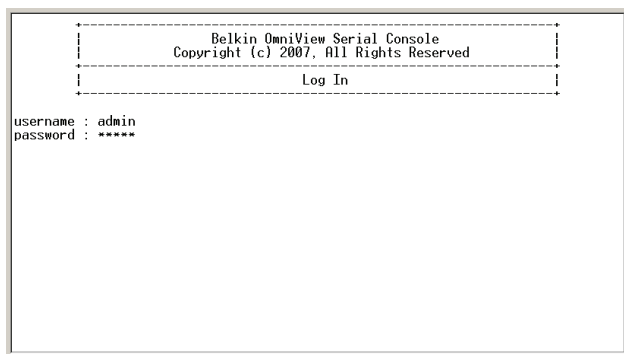 Belkin OmniView Serial Console
Copyright (c) 2007, All Rights Reserved
Log In
username : admin
password : *****